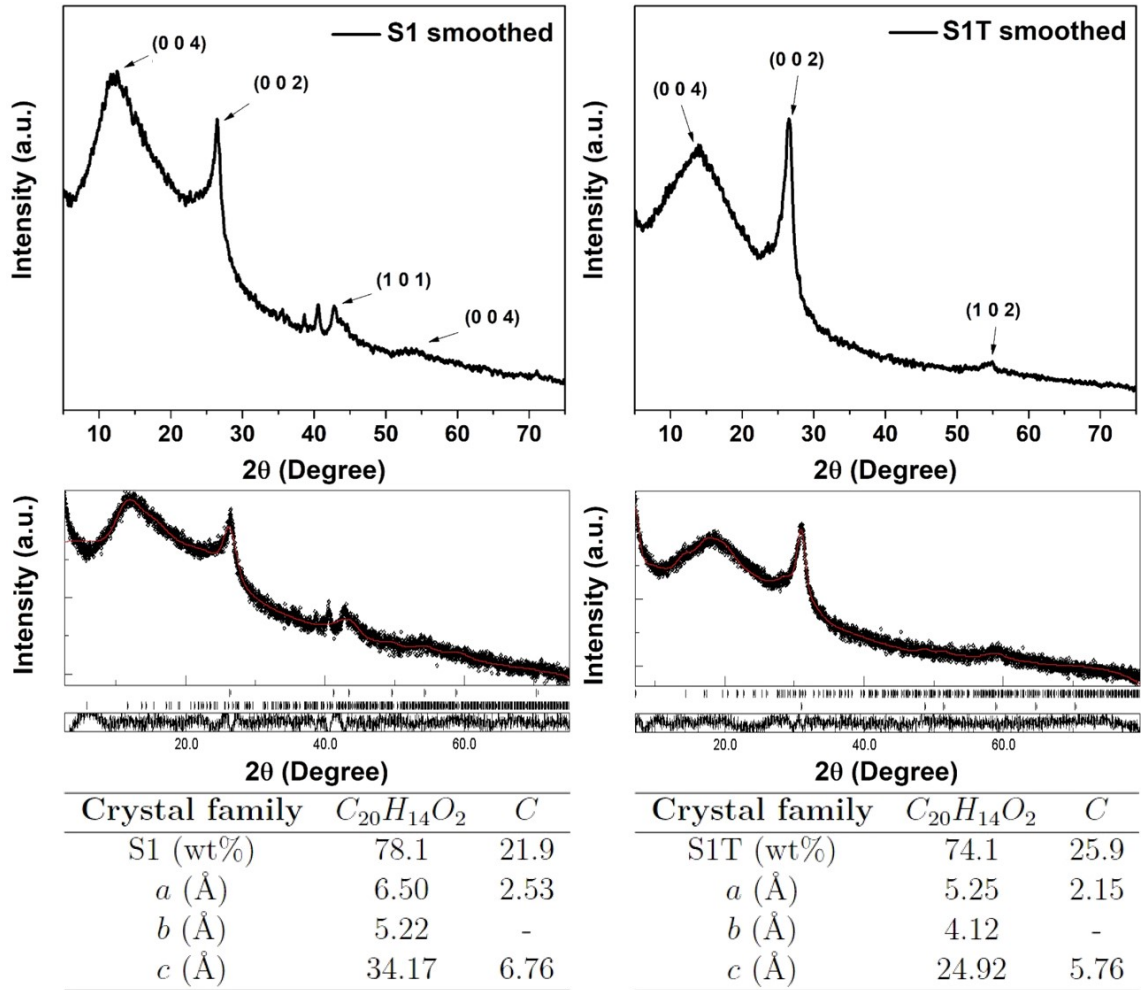 S1 smoothed
(0 0 4)
(0 0 2)
(1 0 1)
(0 0 4)
Intensity (a.u.)
10 20 30 40 50 60 70
2θ (Degree)
S1T smoothed
(0 0 2)
(0 0 4)
(1 0 2)
Intensity (a.u.)
10 20 30 40 50 60 70
2θ (Degree)
Intensity (a.u.)
20.0 40.0 60.0
2θ (Degree)
Intensity (a.u.)
20.0 40.0 60.0
2θ (Degree)
Crystal family C₂₀H₁₄O₂ C
S1 (wt%) 78.1 21.9
a (Å) 6.50 2.53
b (Å) 5.22 -
c (Å) 34.17 6.76
Crystal family C₂₀H₁₄O₂ C
S1T (wt%) 74.1 25.9
a (Å) 5.25 2.15
b (Å) 4.12 -
c (Å) 24.92 5.76